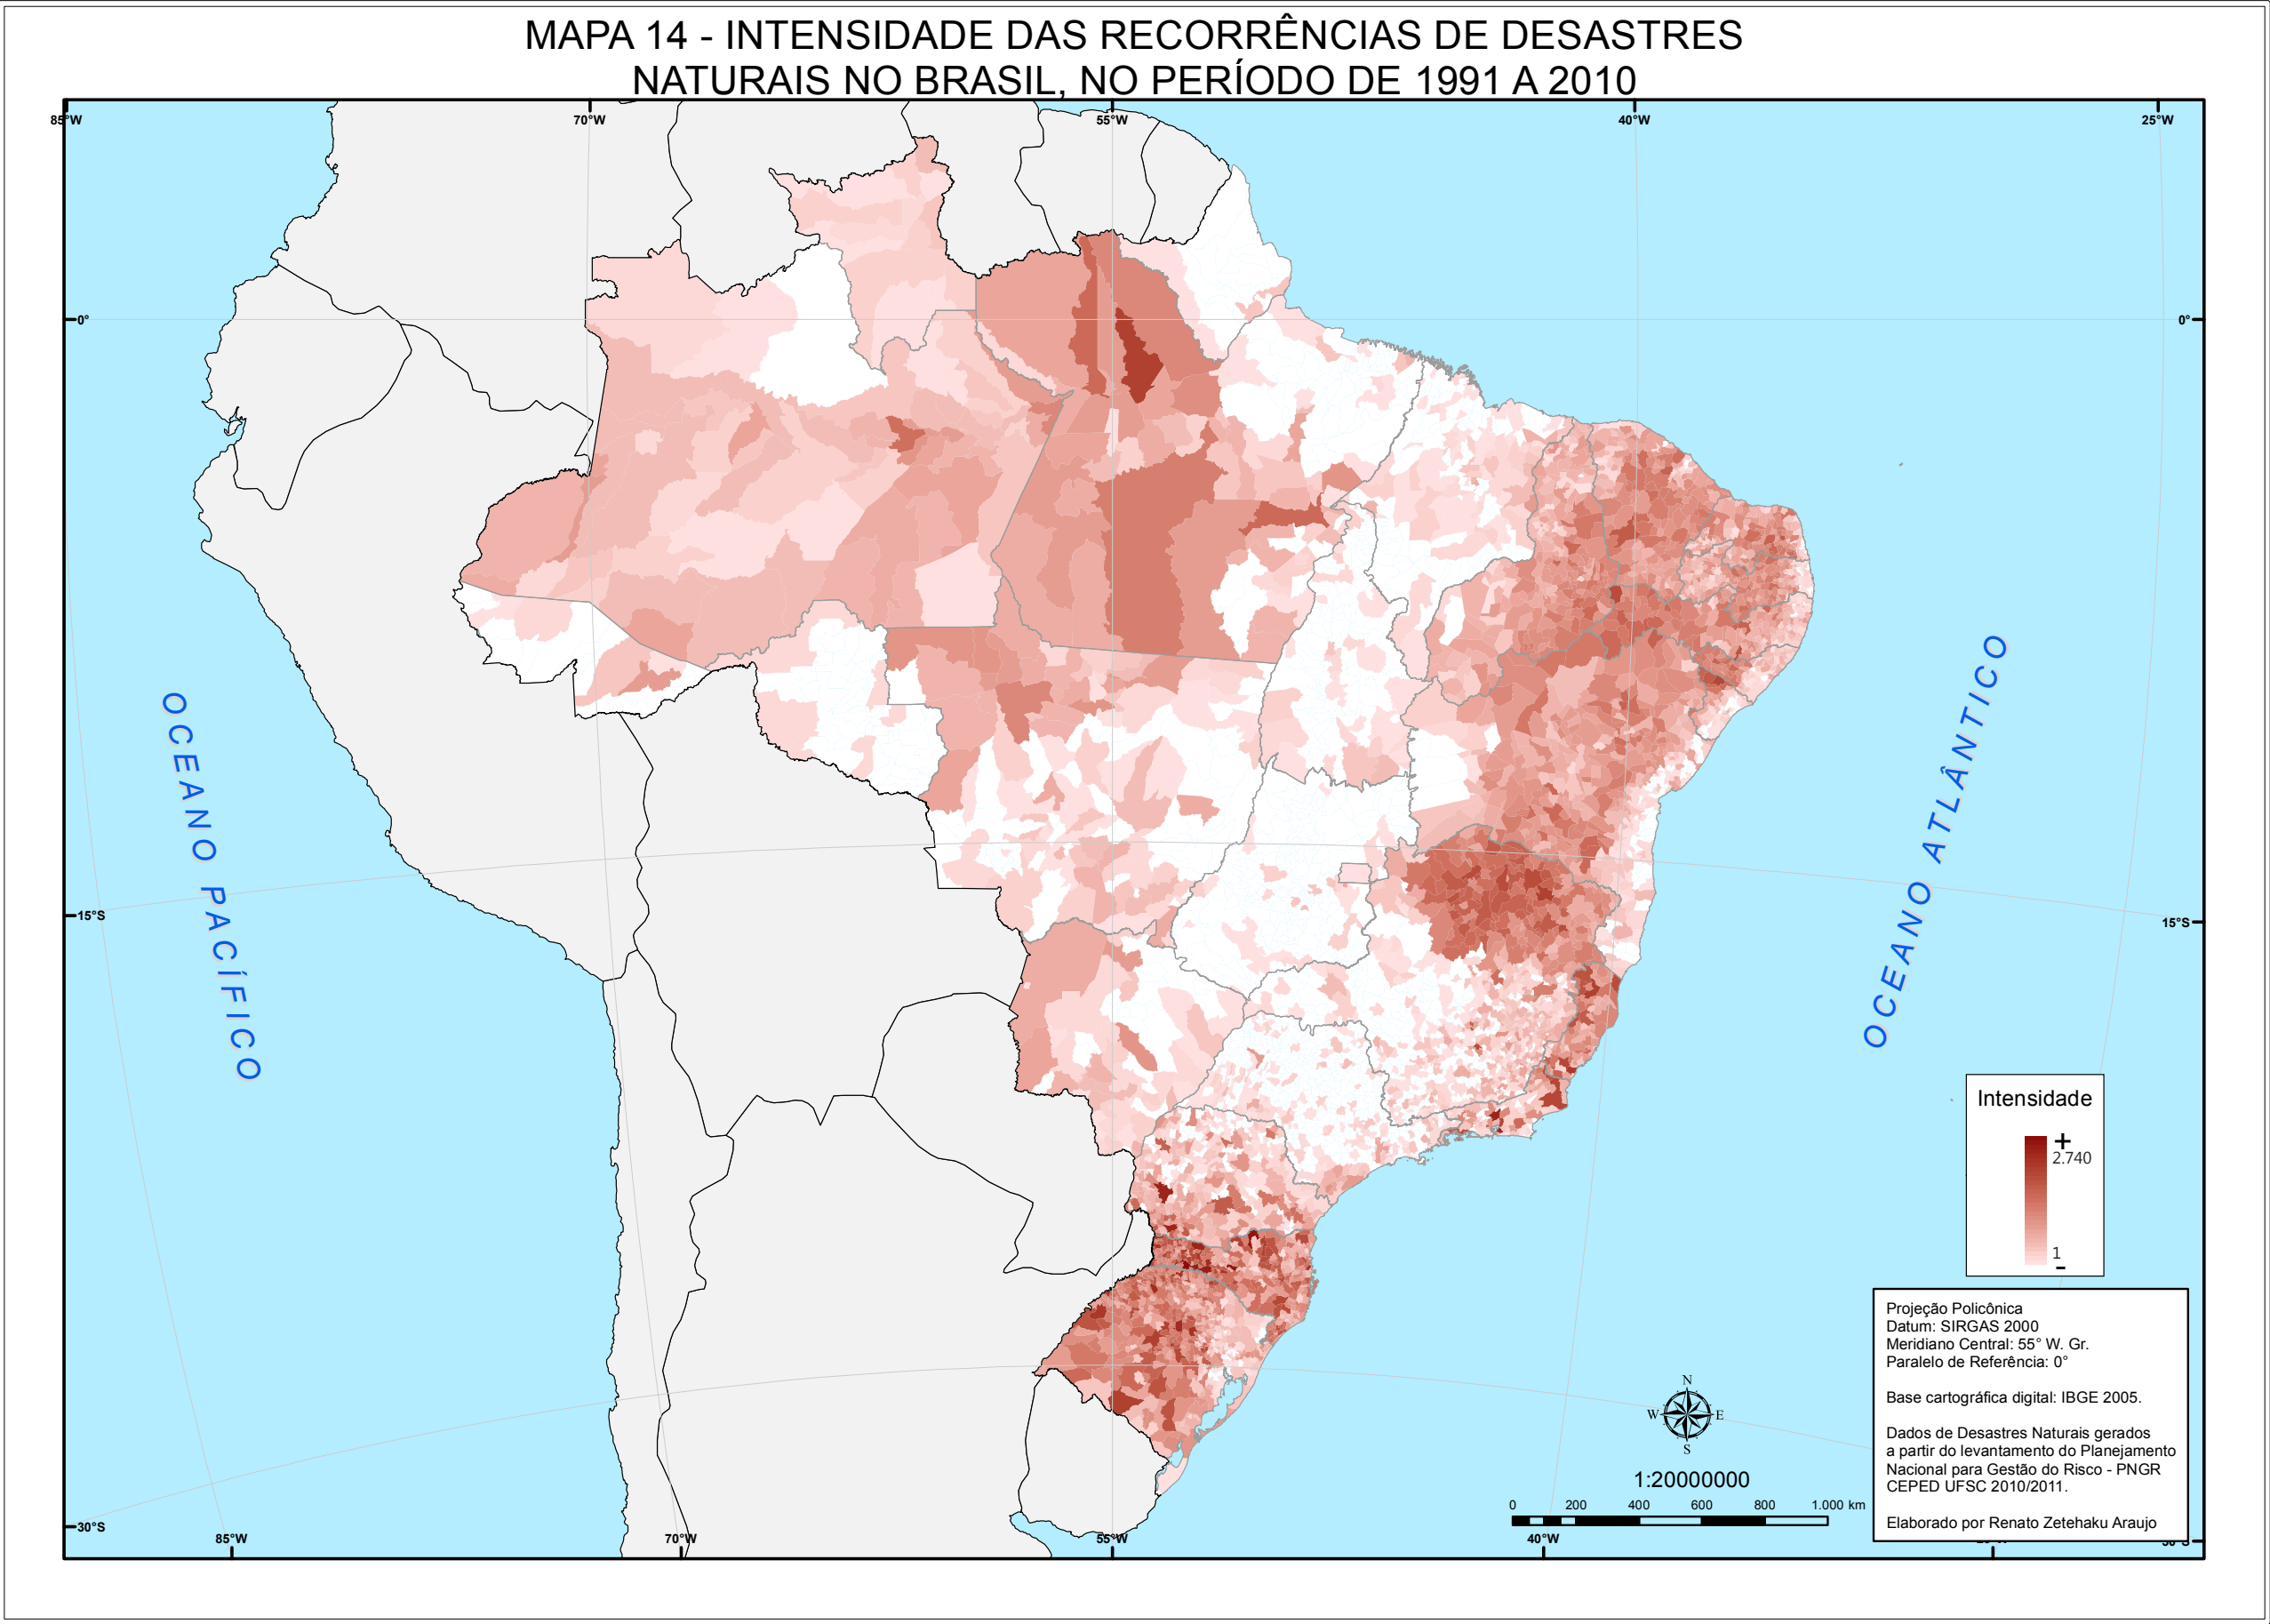 MAPA 14 - INTENSIDADE DAS RECORRÊNCIAS DE DESASTRES
NATURAIS NO BRASIL, NO PERÍODO DE 1991 A 2010
85°W
70°W
55°W
40°W
25°W
0°
0°
OCEANO PACÍFICO
OCEANO ATLÂNTICO
15°S
15°S
Intensidade
+
2.740
1
-
Projeção Policônica
Datum: SIRGAS 2000
Meridiano Central: 55° W. Gr.
Paralelo de Referência: 0°
Base cartográfica digital: IBGE 2005.
Dados de Desastres Naturais gerados
a partir do levantamento do Planejamento
Nacional para Gestão do Risco - PNGR
CEPED UFSC 2010/2011.
Elaborado por Renato Zetehaku Araujo
N
W
E
S
1:20000000
0 200 400 600 800 1.000 km
30°S
85°W
70°W
55°W
40°W